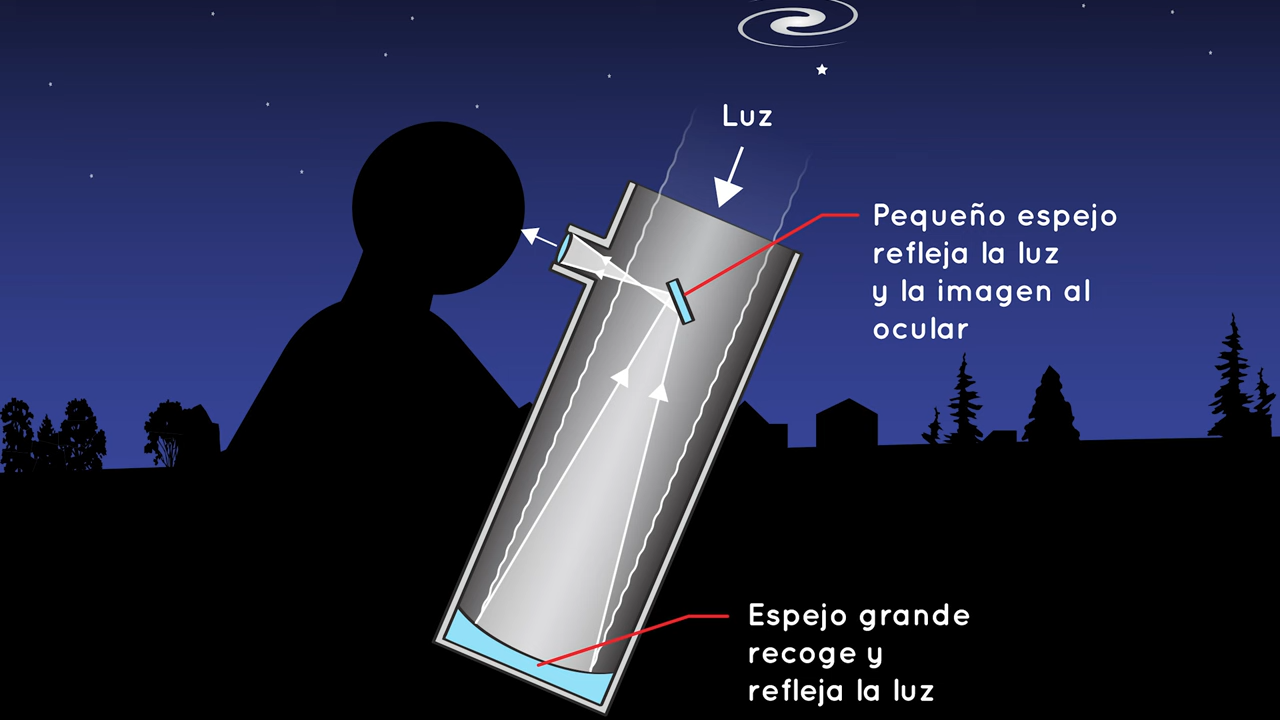 Luz
Pequeño espejo
refleja la luz
y la imagen al
ocular
Espejo grande
recoge y
refleja la luz